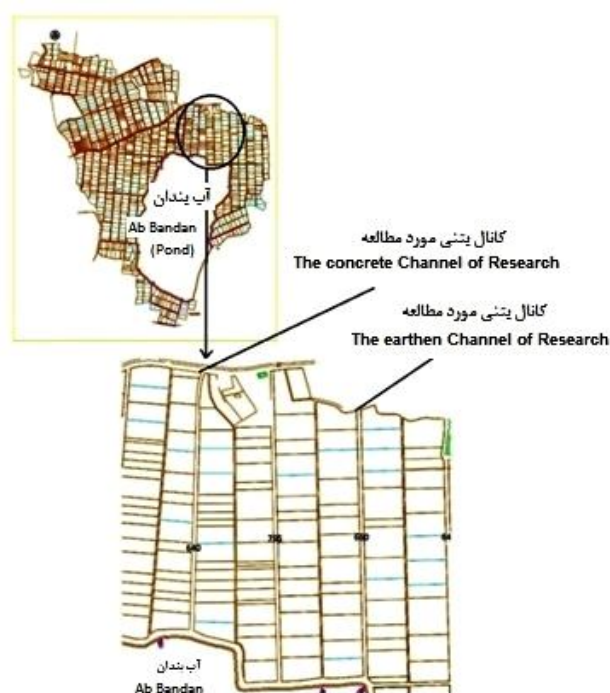 آب بندان
Ab Bandan
(Pond)
کانال بتنی مورد مطالعه
The concrete Channel of Research
کانال بتنی مورد مطالعه
The earthen Channel of Research
640
660
64
آب بندان
Ab Bandan